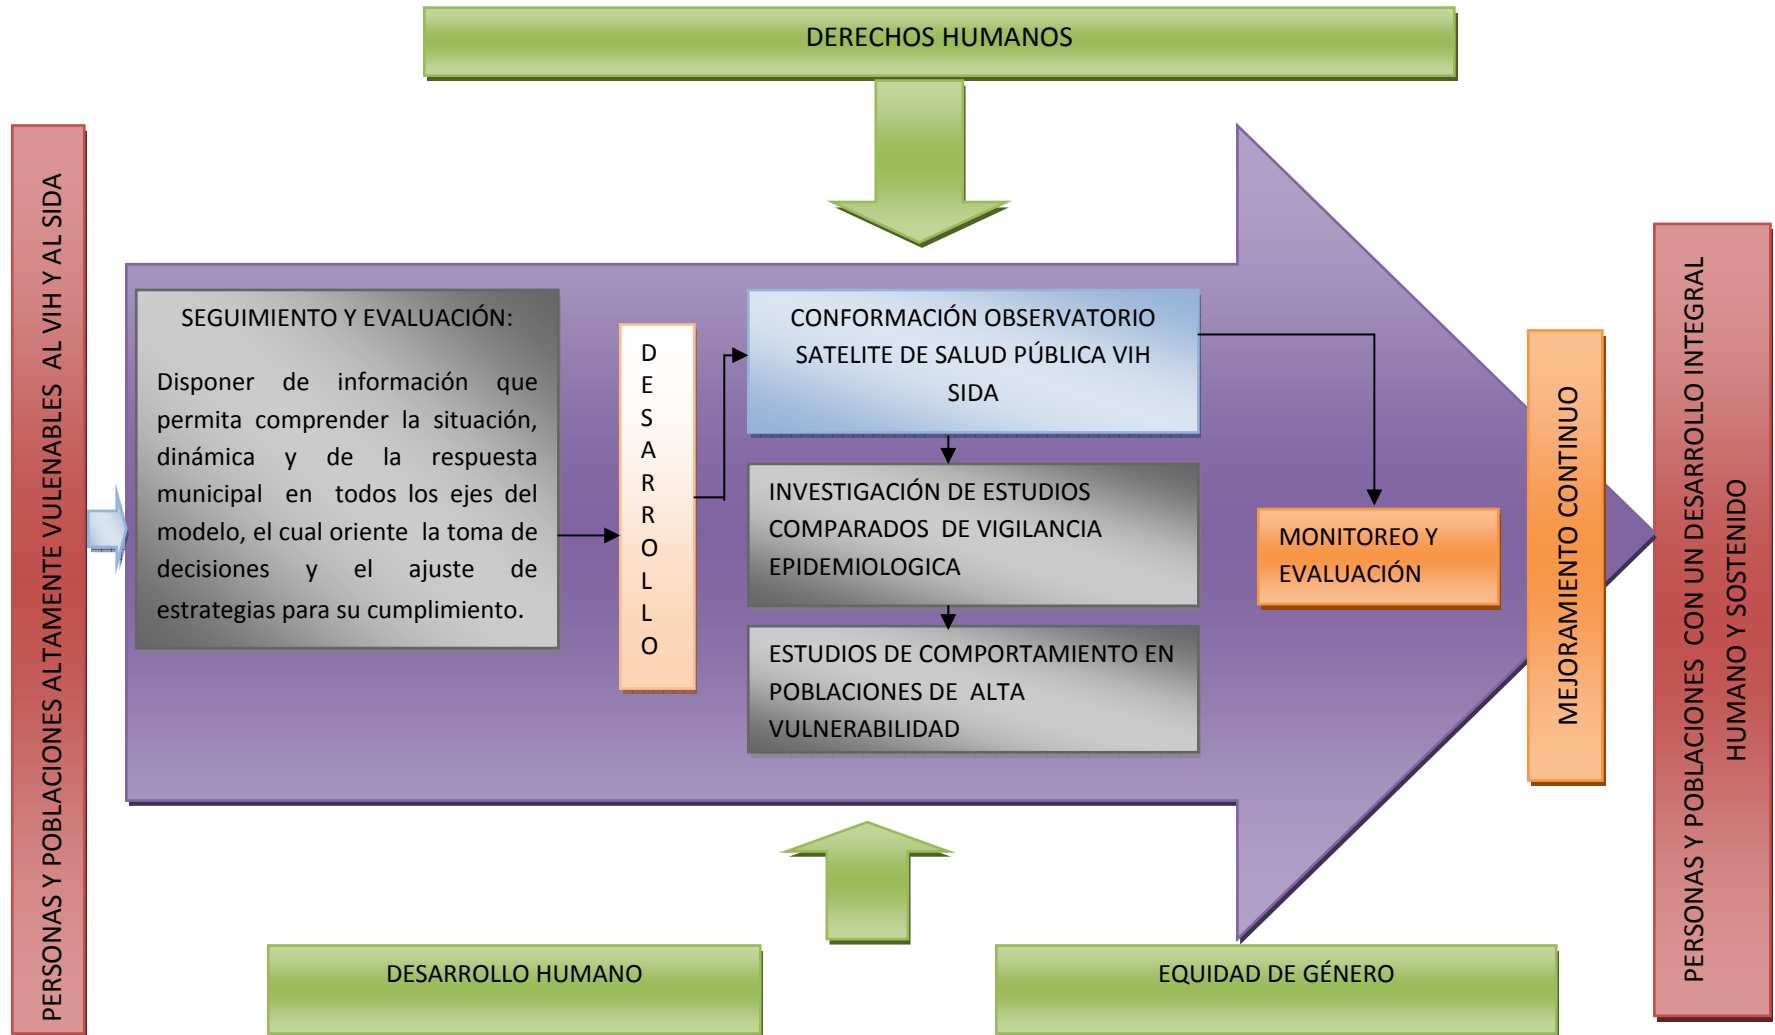 DERECHOS HUMANOS
PERSONAS Y POBLACIONES ALTAMENTE VULENABLES AL VIH Y AL SIDA
SEGUIMIENTO Y EVALUACIÓN:
Disponer de información que
permita comprender la situación,
dinámica y de la respuesta
municipal en todos los ejes del
modelo, el cual oriente la toma de
decisiones y el ajuste de
estrategias para su cumplimiento.
D
E
S
A
R
R
O
L
L
O
CONFORMACIÓN OBSERVATORIO
SATELITE DE SALUD PÚBLICA VIH
SIDA
INVESTIGACIÓN DE ESTUDIOS
COMPARADOS DE VIGILANCIA
EPIDEMIOLOGICA
ESTUDIOS DE COMPORTAMIENTO EN
POBLACIONES DE ALTA
VULNERABILIDAD
MONITOREO Y
EVALUACIÓN
MEJORAMIENTO CONTINUO
PERSONAS Y POBLACIONES CON UN DESARROLLO INTEGRAL
HUMANO Y SOSTENIDO
DESARROLLO HUMANO
EQUIDAD DE GÉNERO